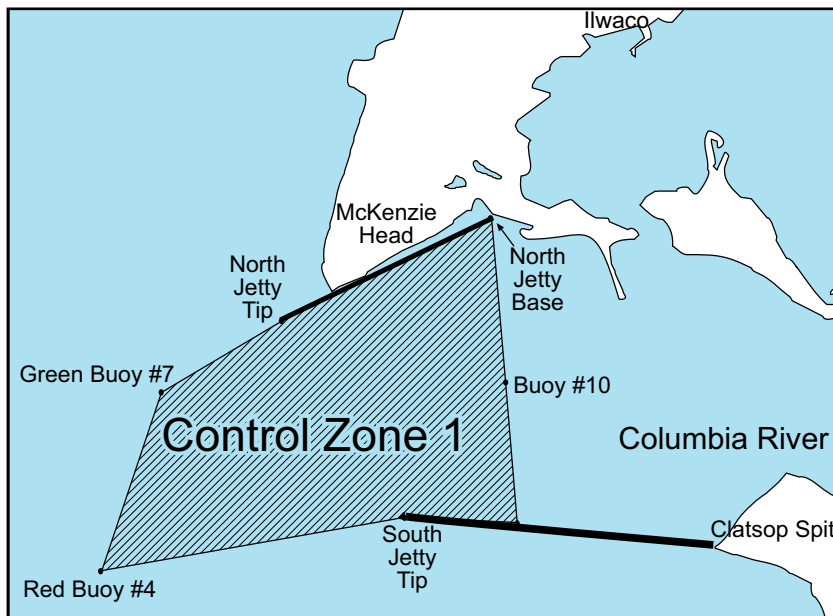 Ilwaco
McKenzie
Head
North
Jetty
Tip
North
Jetty
Base
Green Buoy #7
Buoy #10
Control Zone 1
Columbia River
South
Jetty
Tip
Clatsop Spit
Red Buoy #4